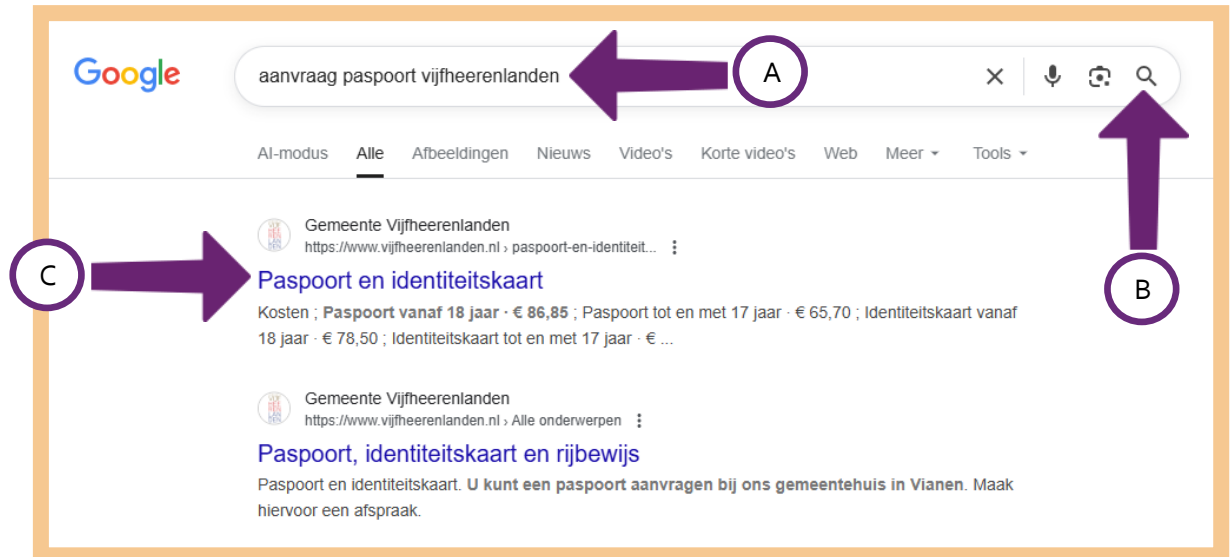 Google
aanvraag paspoort vijfheerenlanden
A
AI-modus Alle Afbeeldingen Nieuws Video's Korte video's Web Meer Tools
Gemeente Vijfheerenlanden
https://www.vijfheerenlanden.nl › paspoort-en-identiteit...
C
Paspoort en identiteitskaart
B
Kosten ; Paspoort vanaf 18 jaar · € 86,85 ; Paspoort tot en met 17 jaar · € 65,70 ; Identiteitskaart vanaf
18 jaar · € 78,50 ; Identiteitskaart tot en met 17 jaar · € ...
Gemeente Vijfheerenlanden
https://www.vijfheerenlanden.nl › Alle onderwerpen
Paspoort, identiteitskaart en rijbewijs
Paspoort en identiteitskaart. U kunt een paspoort aanvragen bij ons gemeentehuis in Vianen. Maak
hiervoor een afspraak.